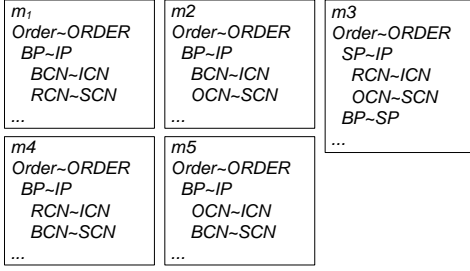 m₁
Order~ORDER
BP~IP
BCN~ICN
RCN~SCN
...
m2
Order~ORDER
BP~IP
BCN~ICN
OCN~SCN
...
m3
Order~ORDER
SP~IP
RCN~ICN
OCN~SCN
BP~SP
...
m4
Order~ORDER
BP~IP
RCN~ICN
BCN~SCN
...
m5
Order~ORDER
BP~IP
OCN~ICN
BCN~SCN
...